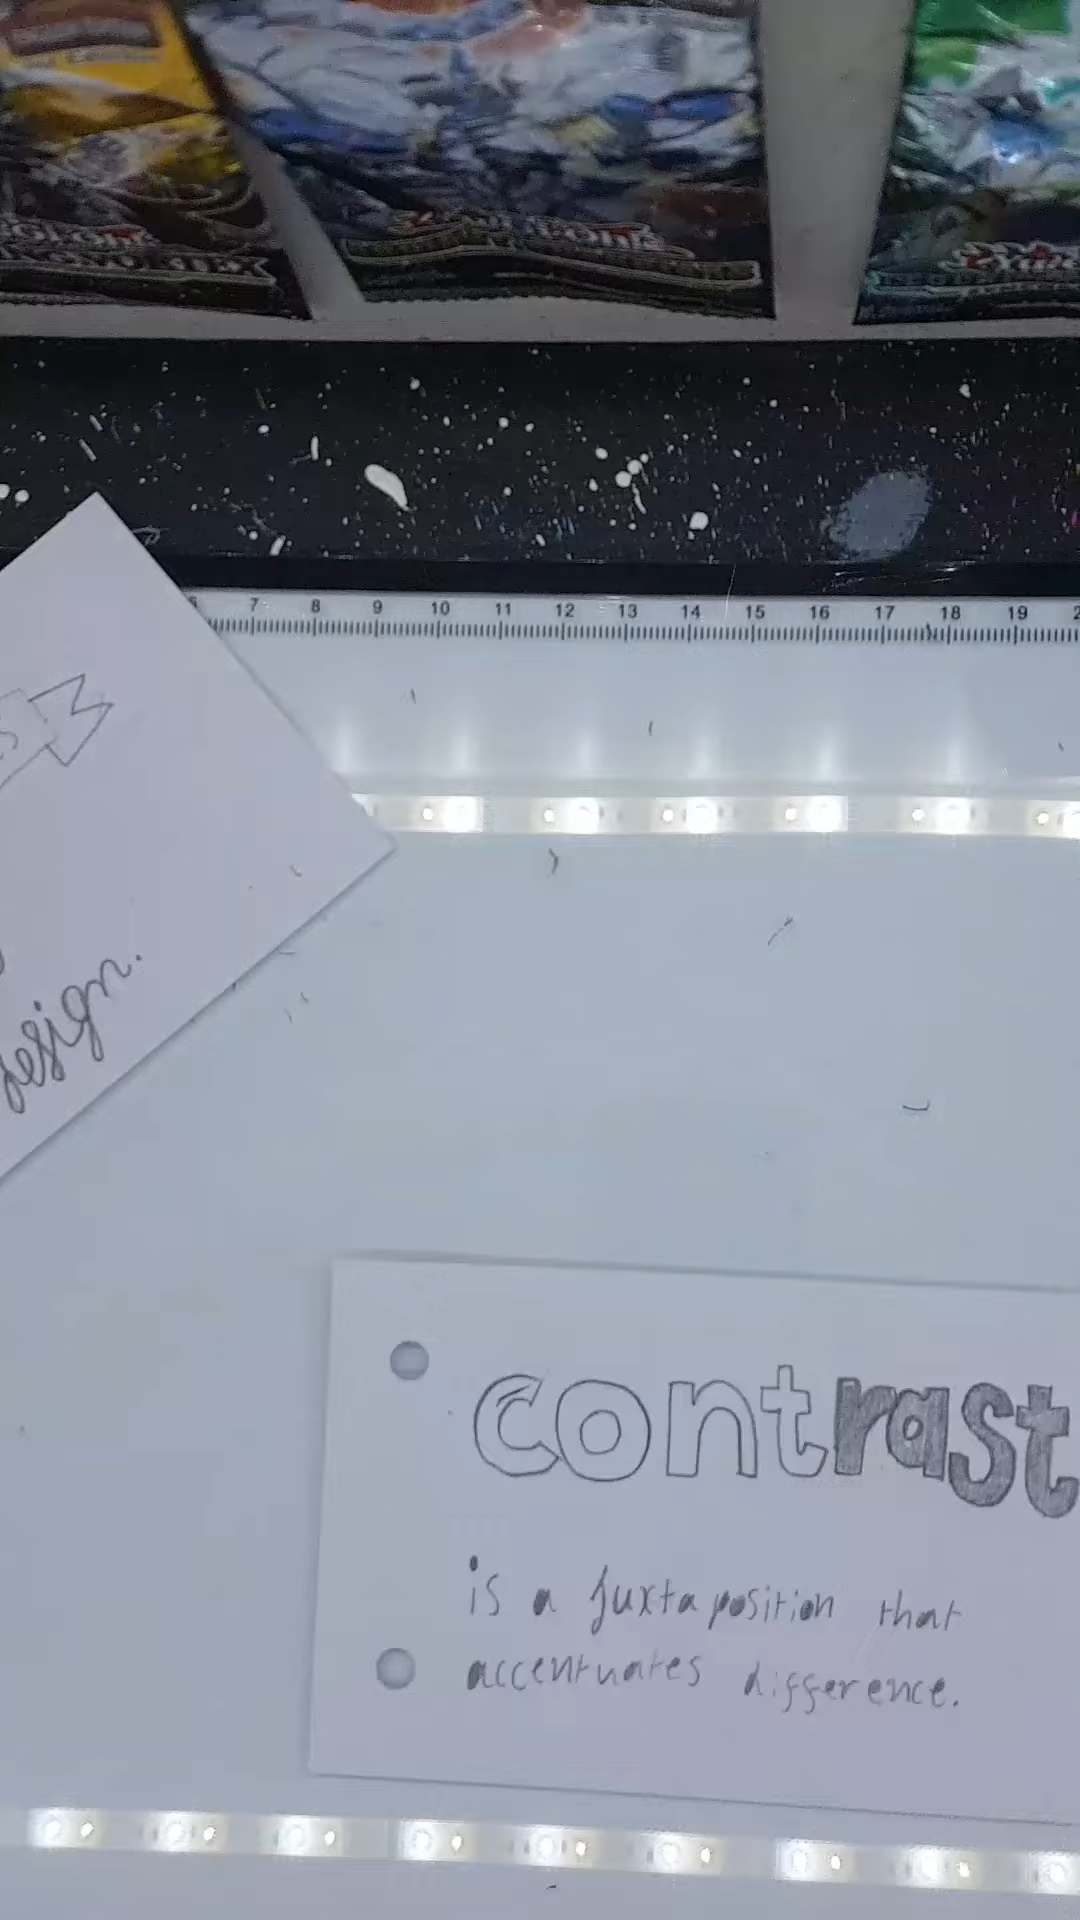 7 8 9 10 11 12 13 14 15 16 17 18 19
design.
contrast
is a juxtaposition that
accentuates difference.